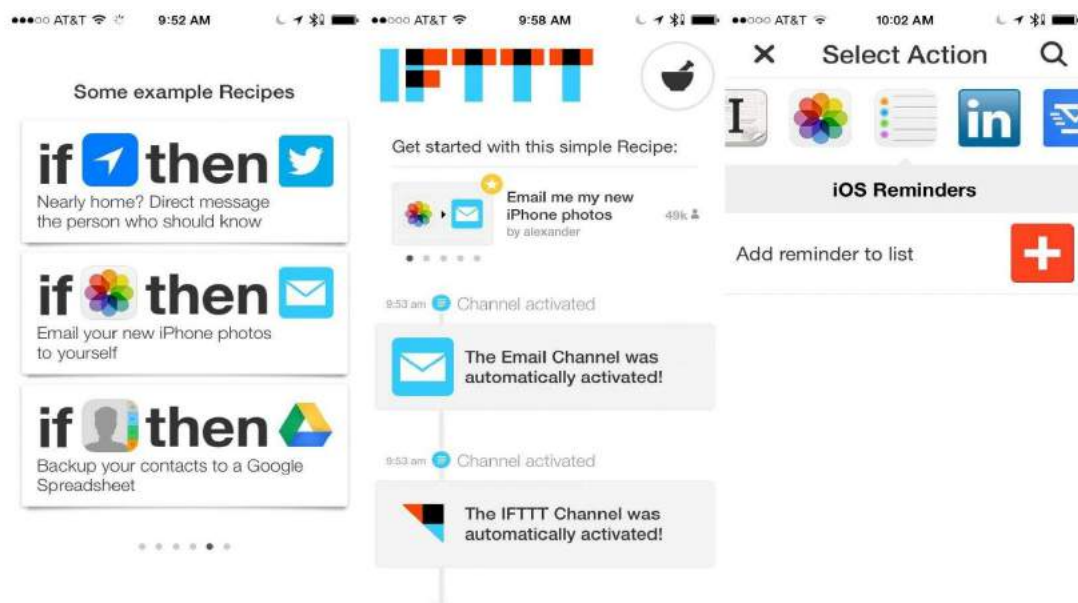 AT&T 9:52 AM
Some example Recipes
if then
Nearly home? Direct message
the person who should know
if then
Email your new iPhone photos
to yourself
if then
Backup your contacts to a Google
Spreadsheet
AT&T 9:58 AM
IFTTT
Get started with this simple Recipe:
Email me my new
iPhone photos
by alexander
49k
9:53 am Channel activated
The Email Channel was
automatically activated!
9:53 am Channel activated
The IFTTT Channel was
automatically activated!
AT&T 10:02 AM
Select Action
I
in
iOS Reminders
Add reminder to list